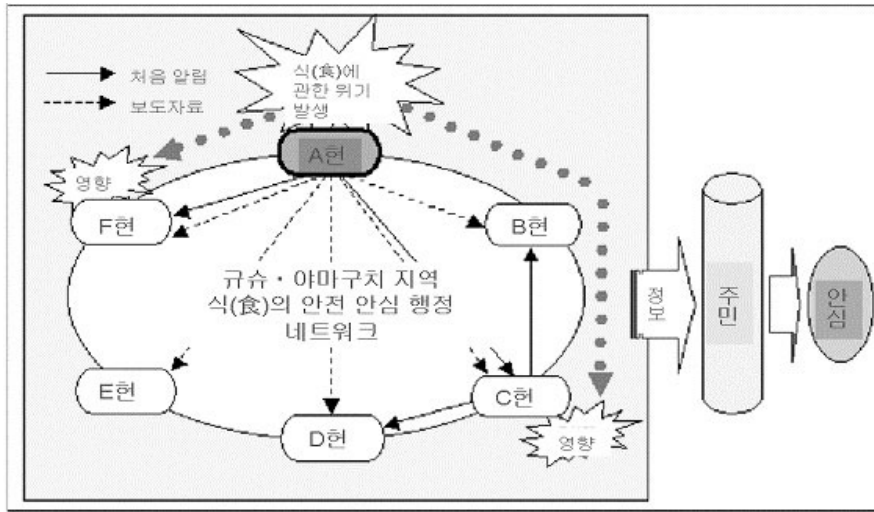 처음 알림
보도자료
식(食)에
관한 위기
발생
A현
영향
F현
B현
규슈・야마구치 지역
식(食)의 안전 안심 행정
네트워크
E현
D현
C현
영향
정보
주민
안심